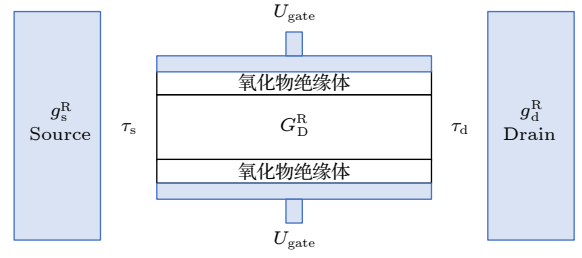 U_gate
氧化物绝缘体
g_s^R
Source
τ_s
G_D^R
τ_d
g_d^R
Drain
氧化物绝缘体
U_gate